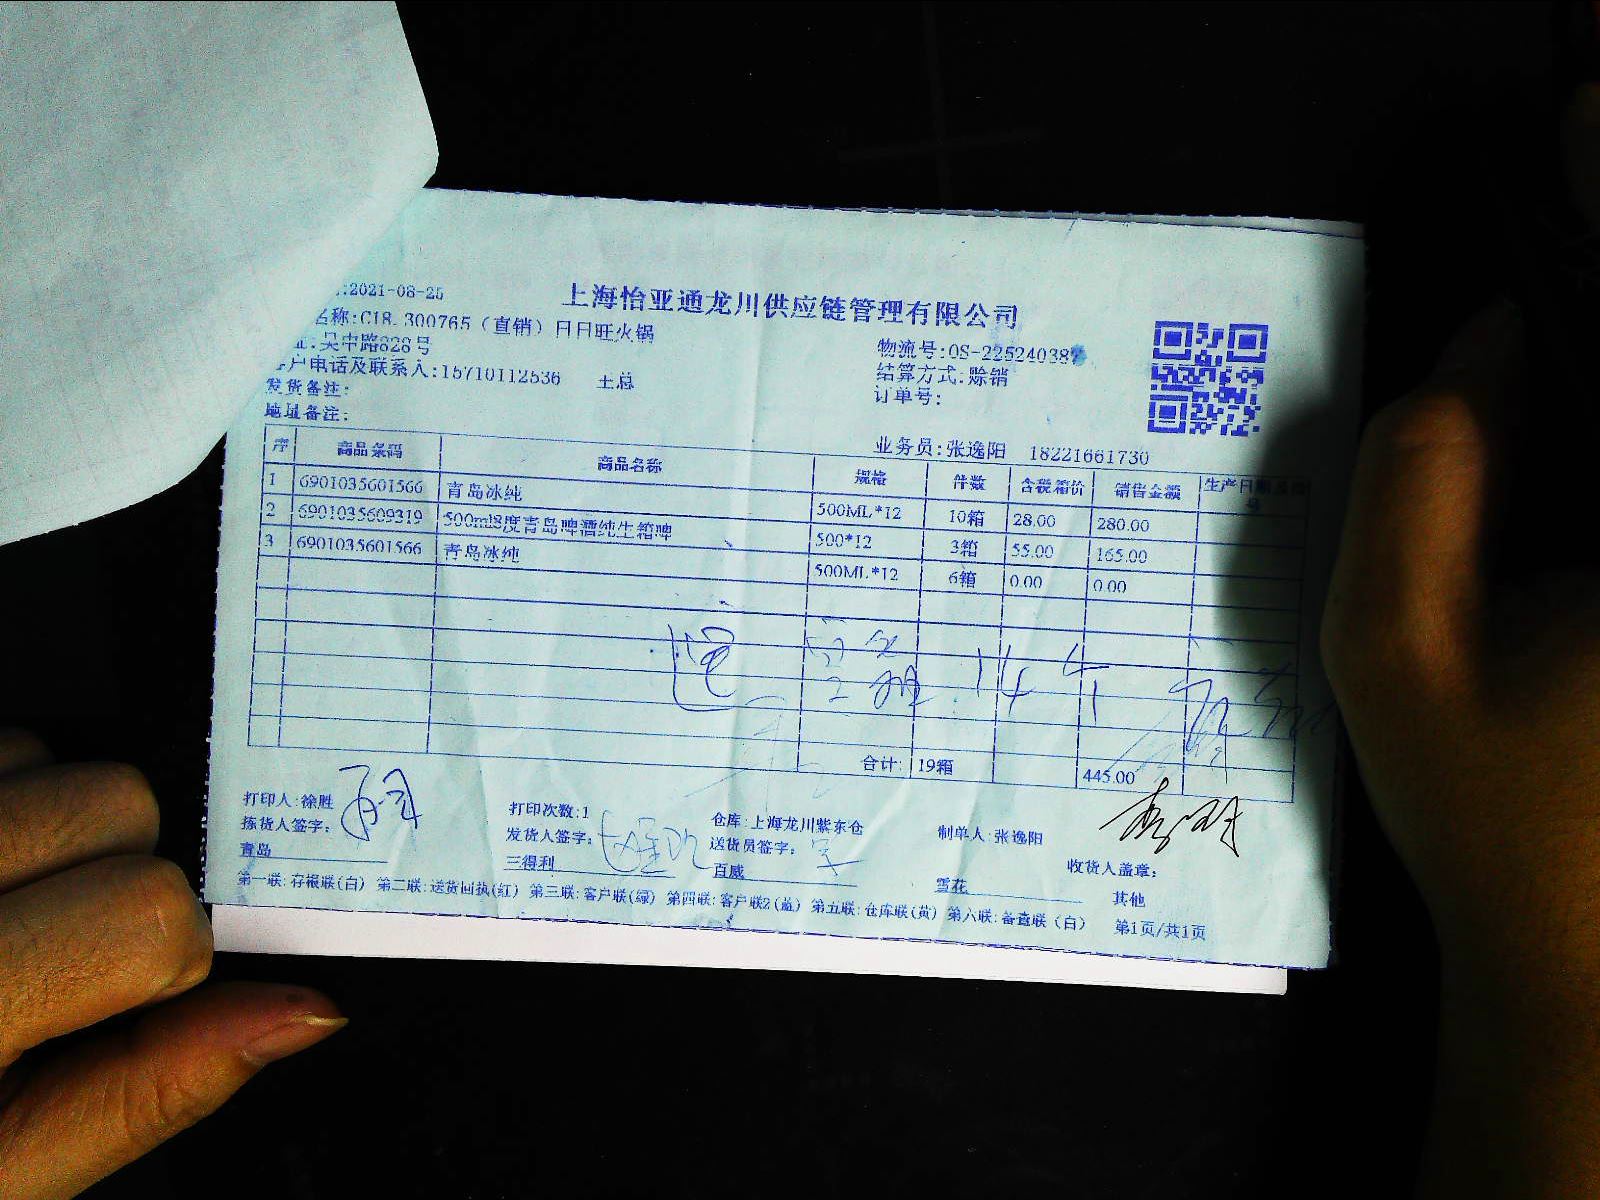 :2021-08-25
上海怡亚通龙川供应链管理有限公司
名称:C18.300765（直销）日日旺火锅
址:吴中路828号
物流号:OS-225240387
客户电话及联系人:15710112536 王总
结算方式:赊销
发货备注:
订单号:
地址备注:
业务员:张逸阳 18221661730
序 商品条码 商品名称 规格 件数 含税箱价 销售金额 生产日期
1 6901035601566 青岛冰纯 500ML*12 10箱 28.00 280.00
2 6901035609319 500ml8度青岛啤酒纯生箱啤 500*12 3箱 55.00 165.00
3 6901035601566 青岛冰纯 500ML*12 6箱 0.00 0.00
14个
合计: 19箱 445.00
打印人:徐胜 打印次数:1 仓库:上海龙川紫东仓 制单人:张逸阳
拣货人签字: 发货人签字: 送货员签字: 收货人盖章:
青岛 三得利 百威 雪花 其他
第一联:存根联(白) 第二联:送货回执(红) 第三联:客户联(绿) 第四联:客户联2(蓝) 第五联:仓库联(黄) 第六联:备查联(白) 第1页/共1页